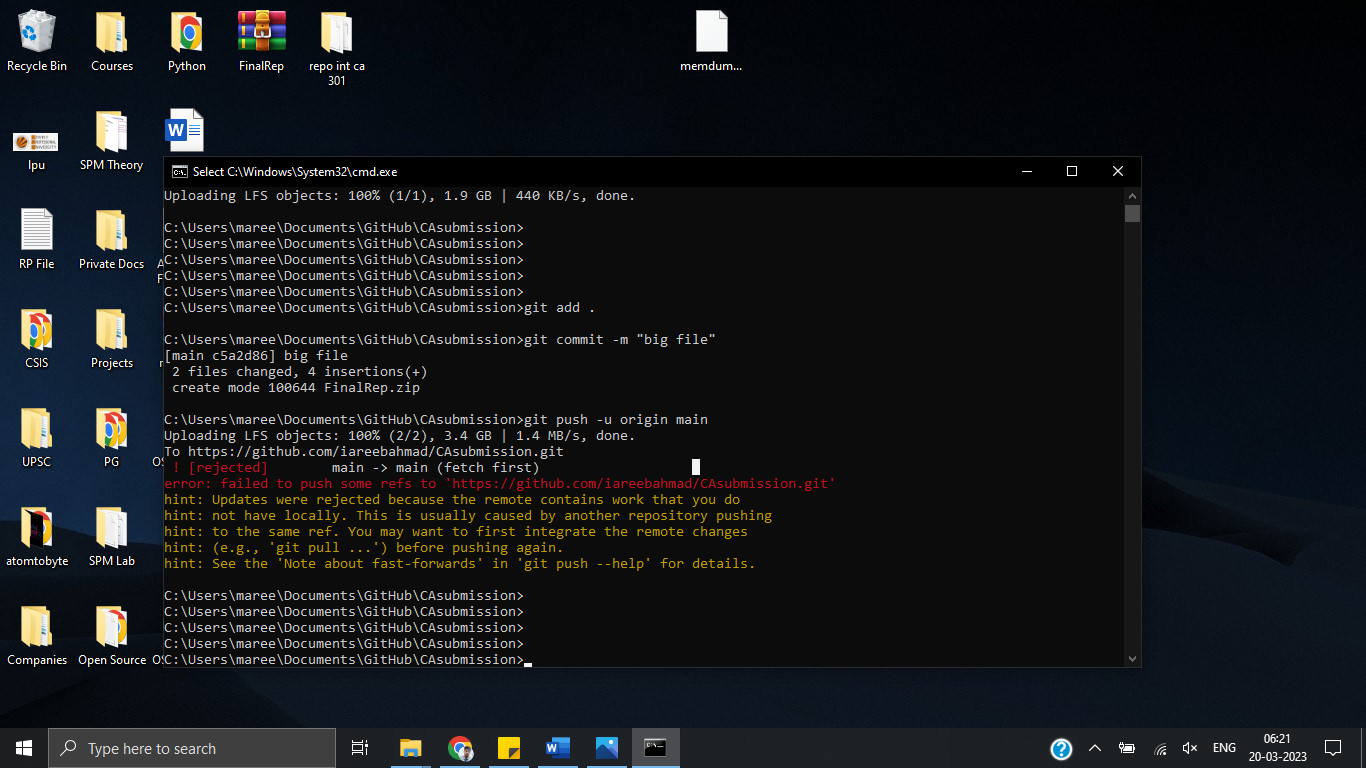 Recycle Bin
Courses
Python
FinalRep
repo int ca
301
memdum...
lpu
SPM Theory
W
RP File
Private Docs
CSIS
Projects
UPSC
PG
OS
atomtobyte
SPM Lab
Companies
Open Source
OS
Select C:\Windows\System32\cmd.exe
Uploading LFS objects: 100% (1/1), 1.9 GB | 440 KB/s, done.
C:\Users\maree\Documents\GitHub\CAsubmission>
C:\Users\maree\Documents\GitHub\CAsubmission>
C:\Users\maree\Documents\GitHub\CAsubmission>
C:\Users\maree\Documents\GitHub\CAsubmission>
C:\Users\maree\Documents\GitHub\CAsubmission>
C:\Users\maree\Documents\GitHub\CAsubmission>git add .
C:\Users\maree\Documents\GitHub\CAsubmission>git commit -m "big file"
[main c5a2d86] big file
 2 files changed, 4 insertions(+)
 create mode 100644 FinalRep.zip
C:\Users\maree\Documents\GitHub\CAsubmission>git push -u origin main
Uploading LFS objects: 100% (2/2), 3.4 GB | 1.4 MB/s, done.
To https://github.com/iareebahmad/CAsubmission.git
 ! [rejected]        main -> main (fetch first)
error: failed to push some refs to 'https://github.com/iareebahmad/CAsubmission.git'
hint: Updates were rejected because the remote contains work that you do
hint: not have locally. This is usually caused by another repository pushing
hint: to the same ref. You may want to first integrate the remote changes
hint: (e.g., 'git pull ...') before pushing again.
hint: See the 'Note about fast-forwards' in 'git push --help' for details.
C:\Users\maree\Documents\GitHub\CAsubmission>
C:\Users\maree\Documents\GitHub\CAsubmission>
C:\Users\maree\Documents\GitHub\CAsubmission>
C:\Users\maree\Documents\GitHub\CAsubmission>
C:\Users\maree\Documents\GitHub\CAsubmission>
Type here to search
ENG
06:21
20-03-2023